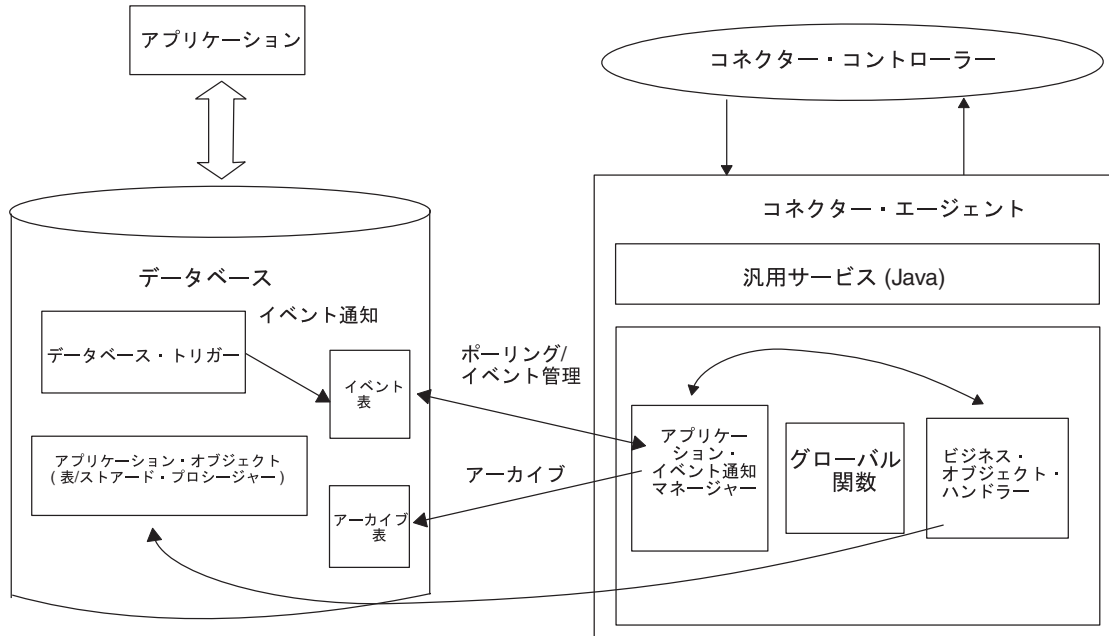 アプリケーション
コネクター・コントローラー
コネクター・エージェント
汎用サービス (Java)
データベース
イベント通知
データベース・トリガー
イベント
表
ポーリング/
イベント管理
アプリケーション・オブジェクト
( 表/ストアード・プロシージャー )
アーカイブ
アーカイブ
表
アプリケー
ション・
イベント通知
マネージャー
グローバル
関数
ビジネス・
オブジェクト・
ハンドラー